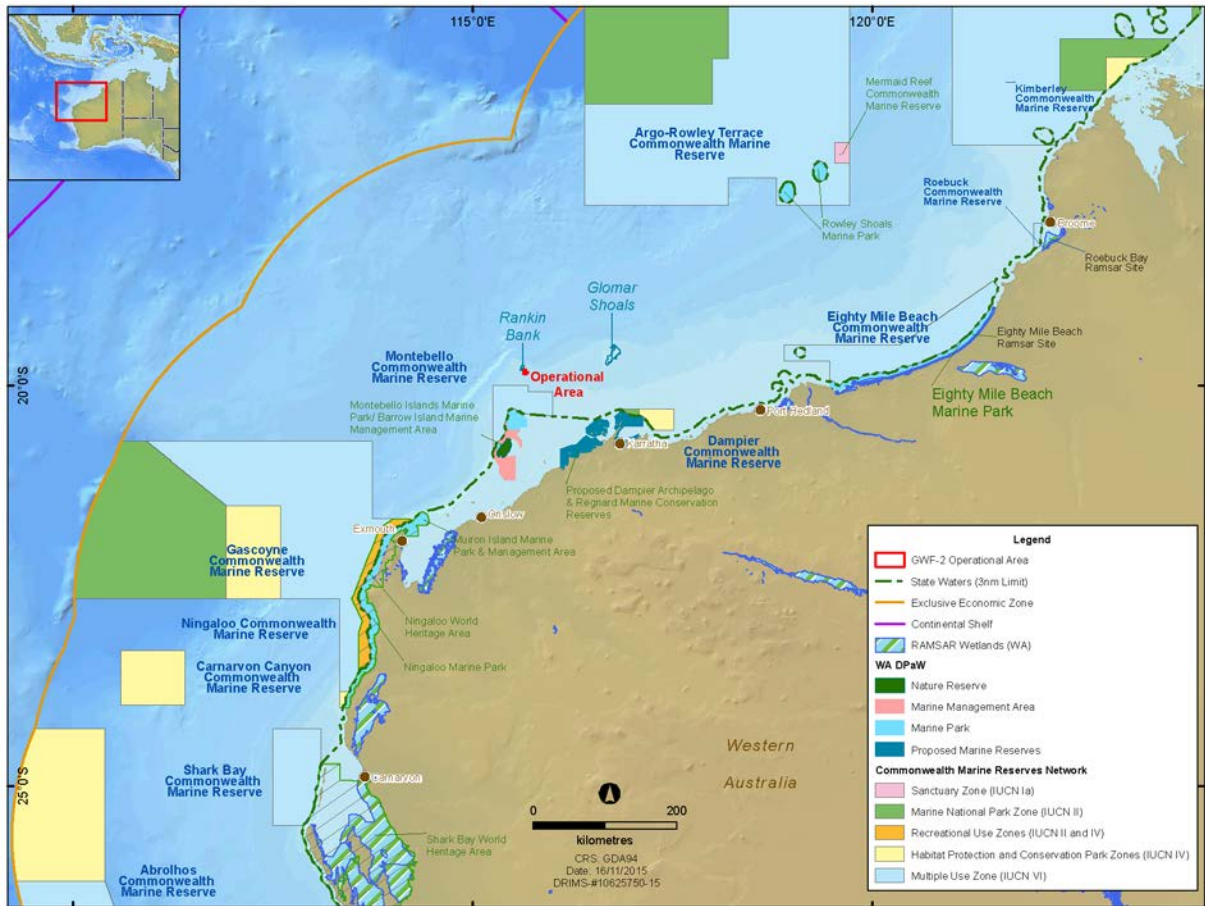 115°0'E
120°0'E
Mermaid Reef
Commonwealth
Marine Reserve
Kimberley
Commonwealth
Marine Reserve
Argo-Rowley Terrace
Commonwealth Marine
Reserve
Roebuck
Commonwealth
Marine Reserve
Rowley Shoals
Marine Park
Broome
Roebuck Bay
Ramsar Site
Glomar
Shoals
Rankin
Bank
Eighty Mile Beach
Commonwealth
Marine Reserve
Eighty Mile Beach
Ramsar Site
Montebello
Commonwealth
Marine Reserve
Operational
Area
20°0'S
Eighty Mile Beach
Marine Park
Montebello Islands Marine
Park/ Barrow Island Marine
Management Area
Port Hedland
Karratha
Dampier
Commonwealth
Marine Reserve
Proposed Dampier Archipelago
& Regnard Marine Conservation
Reserves
Onslow
Exmouth
Muiron Island Marine
Park & Management Area
Gascoyne
Commonwealth
Marine Reserve
Ningaloo Commonwealth
Marine Reserve
Ningaloo World
Heritage Area
Carnarvon Canyon
Commonwealth
Marine Reserve
Ningaloo Marine Park
Shark Bay
Commonwealth
Marine Reserve
Carnarvon
25°0'S
Western
Australia
Shark Bay World
Heritage Area
Abrolhos
Commonwealth
Marine Reserve
0 200
kilometres
CRS: GDA94
Date: 16/11/2015
DRIMS-#10625750-15
Legend
GWF-2 Operational Area
State Waters (3nm Limit)
Exclusive Economic Zone
Continental Shelf
RAMSAR Wetlands (WA)
WA DPaW
Nature Reserve
Marine Management Area
Marine Park
Proposed Marine Reserves
Commonwealth Marine Reserves Network
Sanctuary Zone (IUCN Ia)
Marine National Park Zone (IUCN II)
Recreational Use Zones (IUCN II and IV)
Habitat Protection and Conservation Park Zones (IUCN IV)
Multiple Use Zone (IUCN VI)